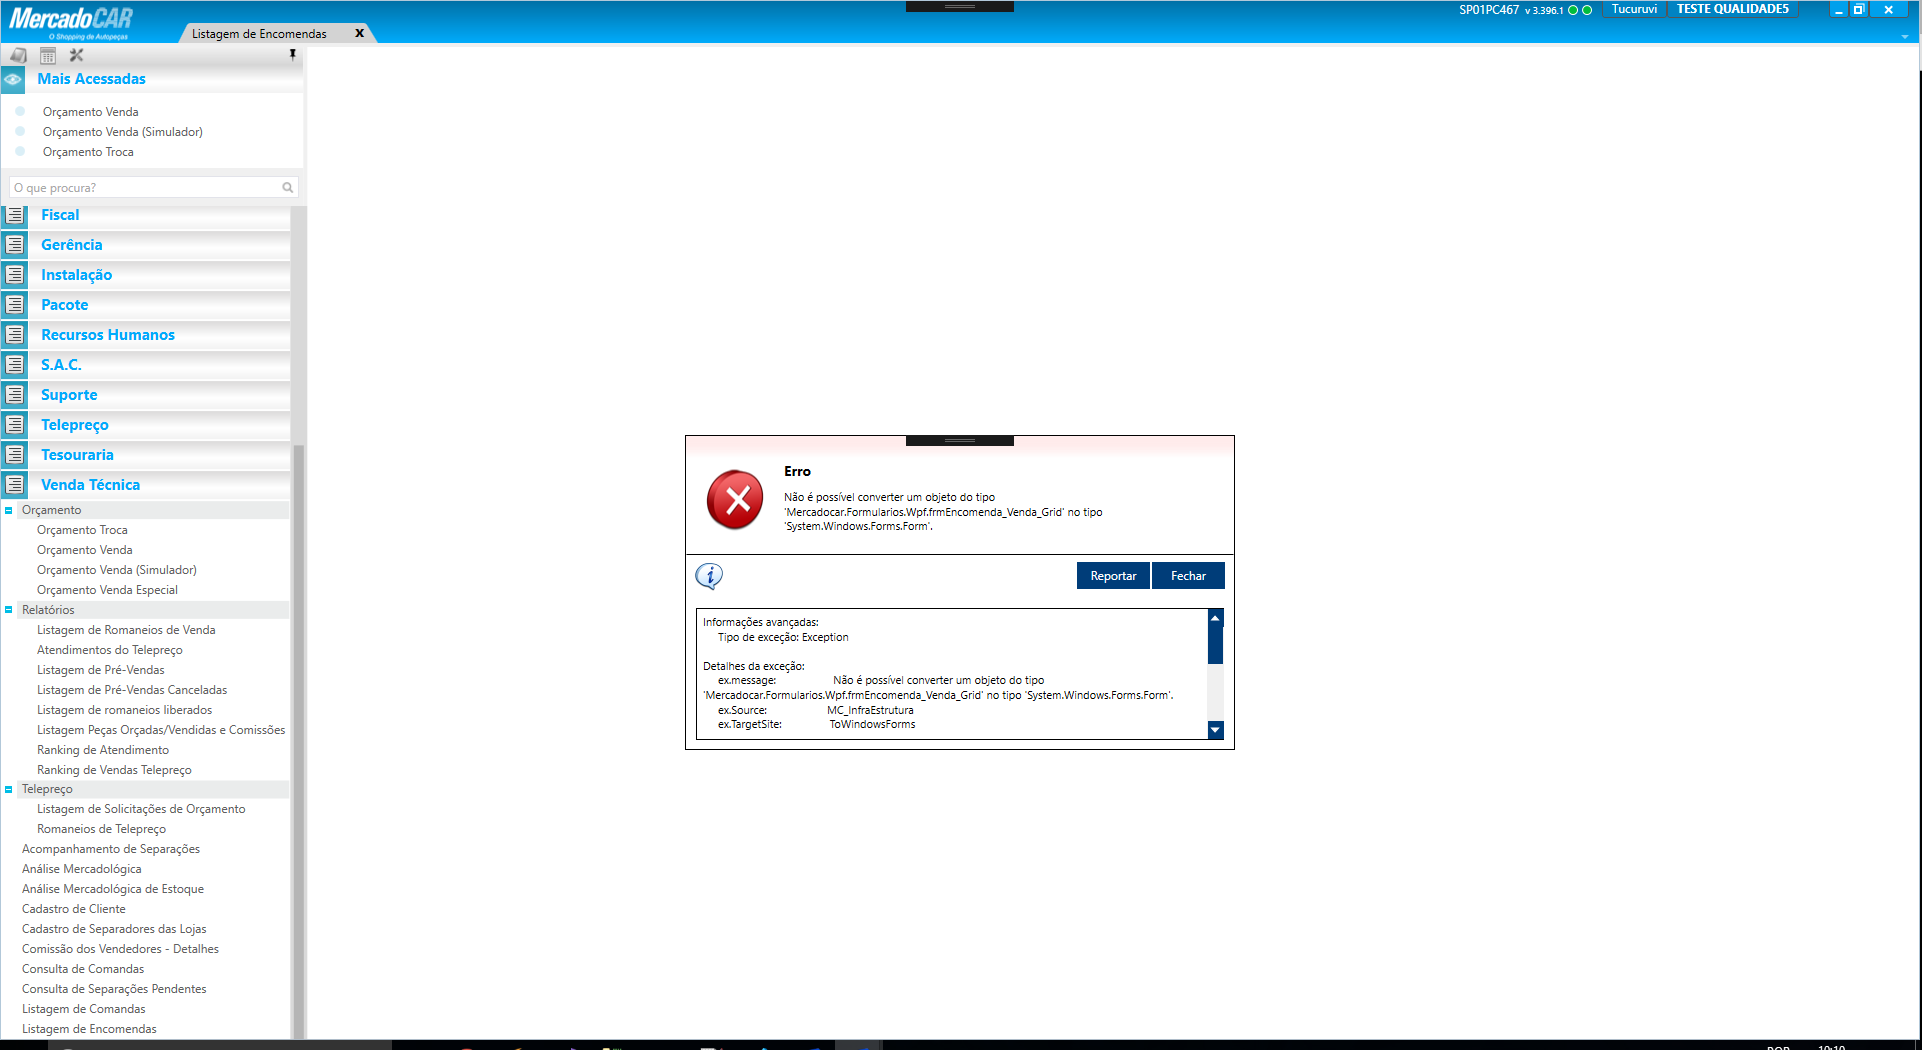 MercadoCAR
O Shopping de Autopeças
Listagem de Encomendas X
SP01PC467 v 3.396.1
Tucuruvi
TESTE QUALIDADE5
Mais Acessadas
Orçamento Venda
Orçamento Venda (Simulador)
Orçamento Troca
O que procura?
Fiscal
Gerência
Instalação
Pacote
Recursos Humanos
S.A.C.
Suporte
Telepreço
Tesouraria
Venda Técnica
Orçamento
Orçamento Troca
Orçamento Venda
Orçamento Venda (Simulador)
Orçamento Venda Especial
Relatórios
Listagem de Romaneios de Venda
Atendimentos do Telepreço
Listagem de Pré-Vendas
Listagem de Pré-Vendas Canceladas
Listagem de romaneios liberados
Listagem Peças Orçadas/Vendidas e Comissões
Ranking de Atendimento
Ranking de Vendas Telepreço
Telepreço
Listagem de Solicitações de Orçamento
Romaneios de Telepreço
Acompanhamento de Separações
Análise Mercadológica
Análise Mercadológica de Estoque
Cadastro de Cliente
Cadastro de Separadores das Lojas
Comissão dos Vendedores - Detalhes
Consulta de Comandas
Consulta de Separações Pendentes
Listagem de Comandas
Listagem de Encomendas
Erro
Não é possível converter um objeto do tipo
'Mercadocar.Formularios.Wpf.frmEncomenda_Venda_Grid' no tipo
'System.Windows.Forms.Form'.
Reportar
Fechar
Informações avançadas:
Tipo de exceção: Exception
Detalhes da exceção:
ex.message: Não é possível converter um objeto do tipo
'Mercadocar.Formularios.Wpf.frmEncomenda_Venda_Grid' no tipo 'System.Windows.Forms.Form'.
ex.Source: MC_InfraEstrutura
ex.TargetSite: ToWindowsForms